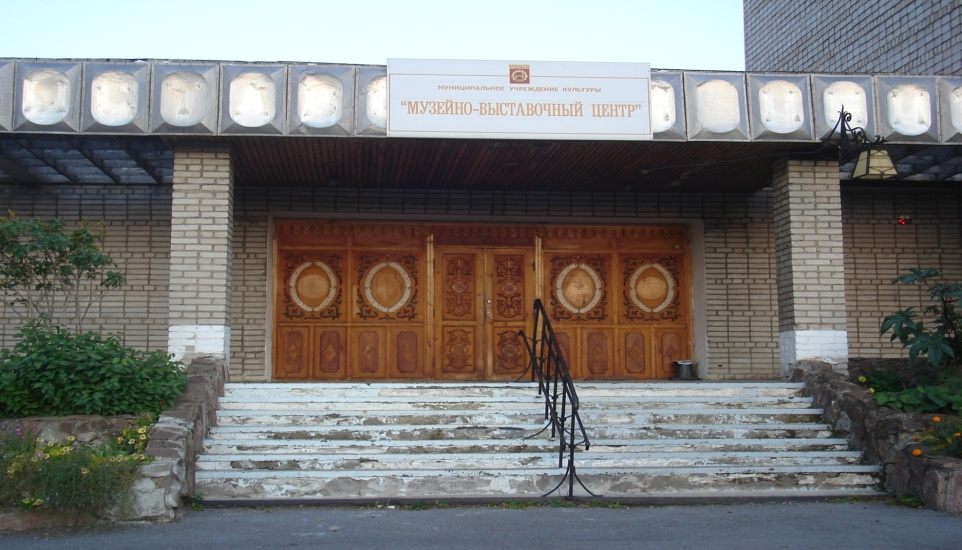 МУНИЦИПАЛЬНОЕ УЧРЕЖДЕНИЕ КУЛЬТУРЫ
"МУЗЕЙНО-ВЫСТАВОЧНЫЙ ЦЕНТР"